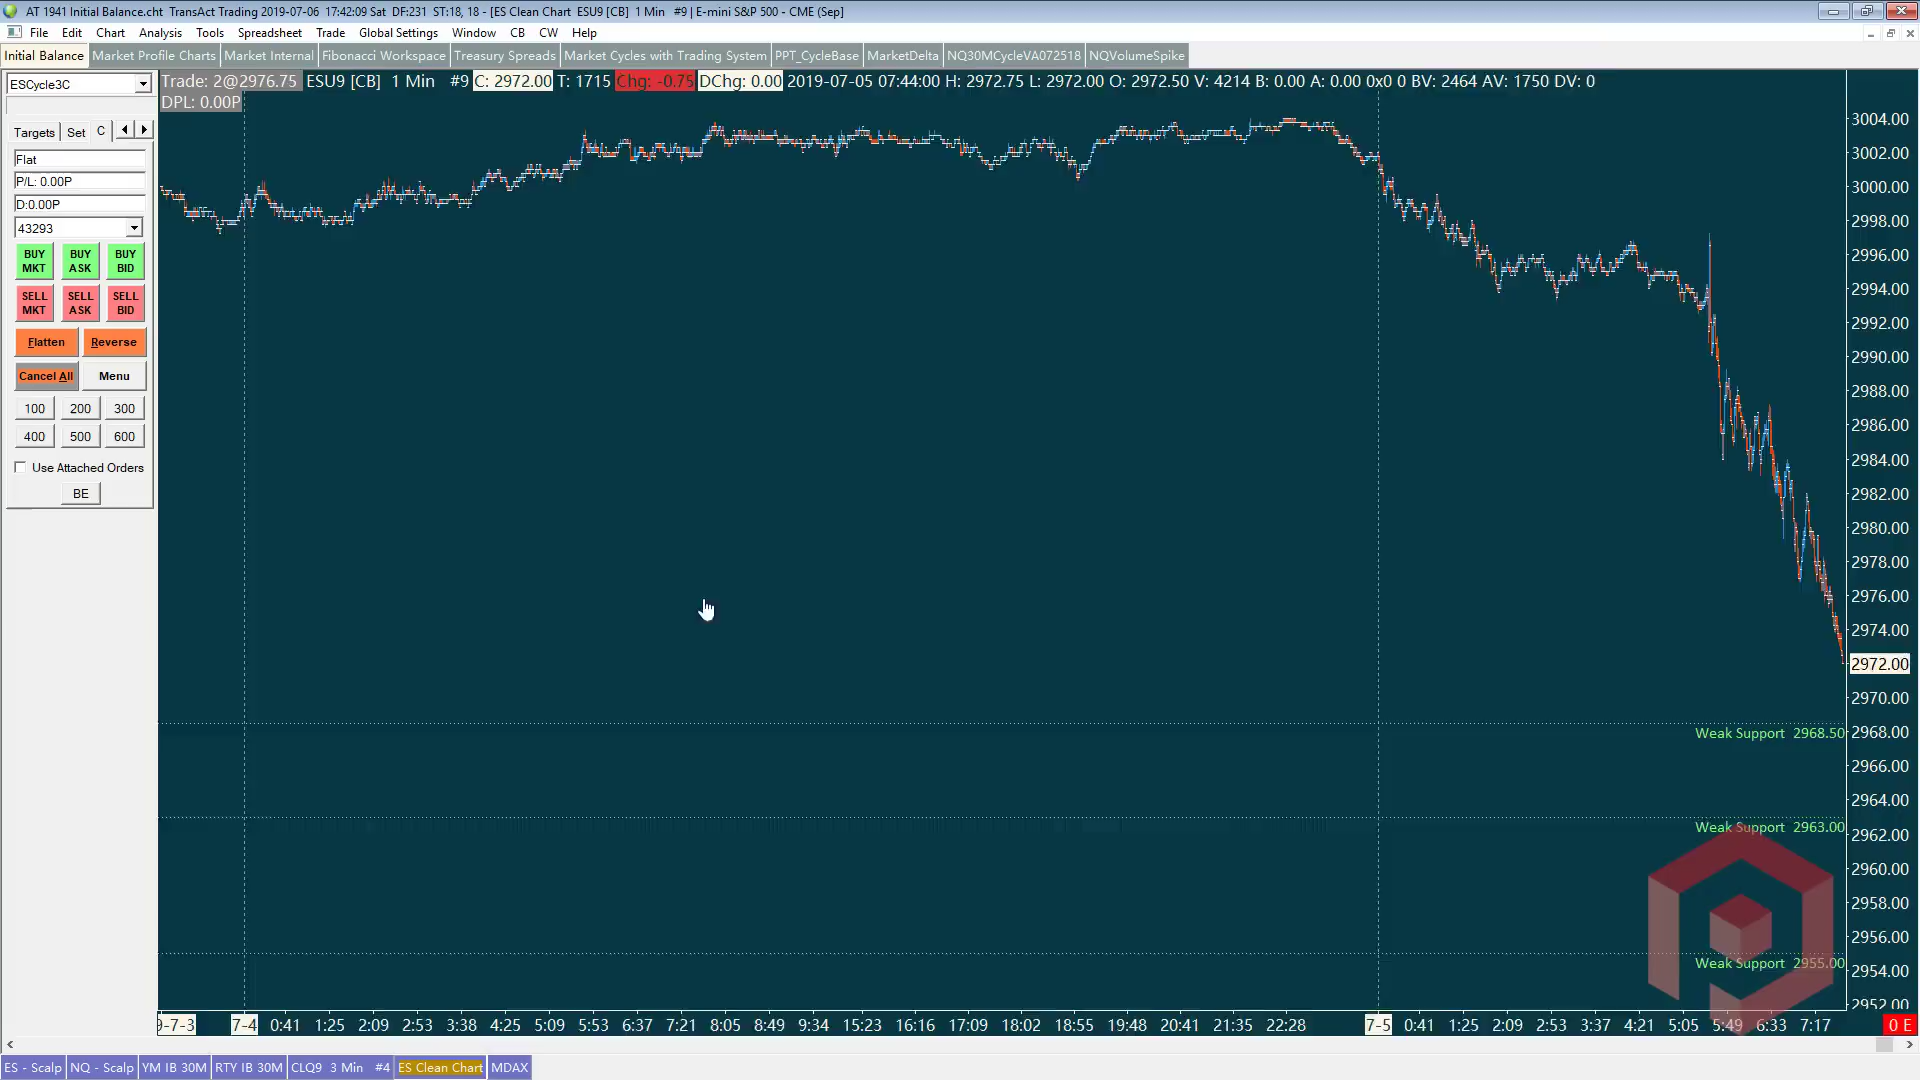 AT 1941 Initial Balance.cht  TransAct Trading 2019-07-06  17:42:09 Sat  DF:231  ST:18, 18 - [ES Clean Chart  ESU9 [CB]  1 Min   #9 | E-mini S&P 500 - CME (Sep)]
File Edit Chart Analysis Tools Spreadsheet Trade Global Settings Window CB CW Help
Initial Balance Market Profile Charts Market Internal Fibonacci Workspace Treasury Spreads Market Cycles with Trading System PPT_CycleBase MarketDelta NQ30MCycleVA072518 NQVolumeSpike
ESCycle3C
Trade: 2@2976.75 ESU9 [CB] 1 Min #9 C: 2972.00 T: 1715 Chg: -0.75 DChg: 0.00 2019-07-05 07:44:00 H: 2972.75 L: 2972.00 O: 2972.50 V: 4214 B: 0.00 A: 0.00 0x0 0 BV: 2464 AV: 1750 DV: 0
DPL: 0.00P
Targets Set C
Flat
P/L: 0.00P
D:0.00P
43293
BUY MKT
BUY ASK
BUY BID
SELL MKT
SELL ASK
SELL BID
Flatten Reverse
Cancel All Menu
100 200 300
400 500 600
Use Attached Orders
BE
3004.00
3002.00
3000.00
2998.00
2996.00
2994.00
2992.00
2990.00
2988.00
2986.00
2984.00
2982.00
2980.00
2978.00
2976.00
2974.00
2972.00
2970.00
2968.00
2966.00
2964.00
2962.00
2960.00
2958.00
2956.00
2954.00
2952.00
Weak Support 2968.50
Weak Support 2963.00
Weak Support 2955.00
9-7-3 7-4 0:41 1:25 2:09 2:53 3:38 4:25 5:09 5:53 6:37 7:21 8:05 8:49 9:34 15:23 16:16 17:09 18:02 18:55 19:48 20:41 21:35 22:28 7-5 0:41 1:25 2:09 2:53 3:37 4:21 5:05 5:49 6:33 7:17 0 E
ES - Scalp NQ - Scalp YM IB 30M RTY IB 30M CLQ9 3 Min #4 ES Clean Chart MDAX